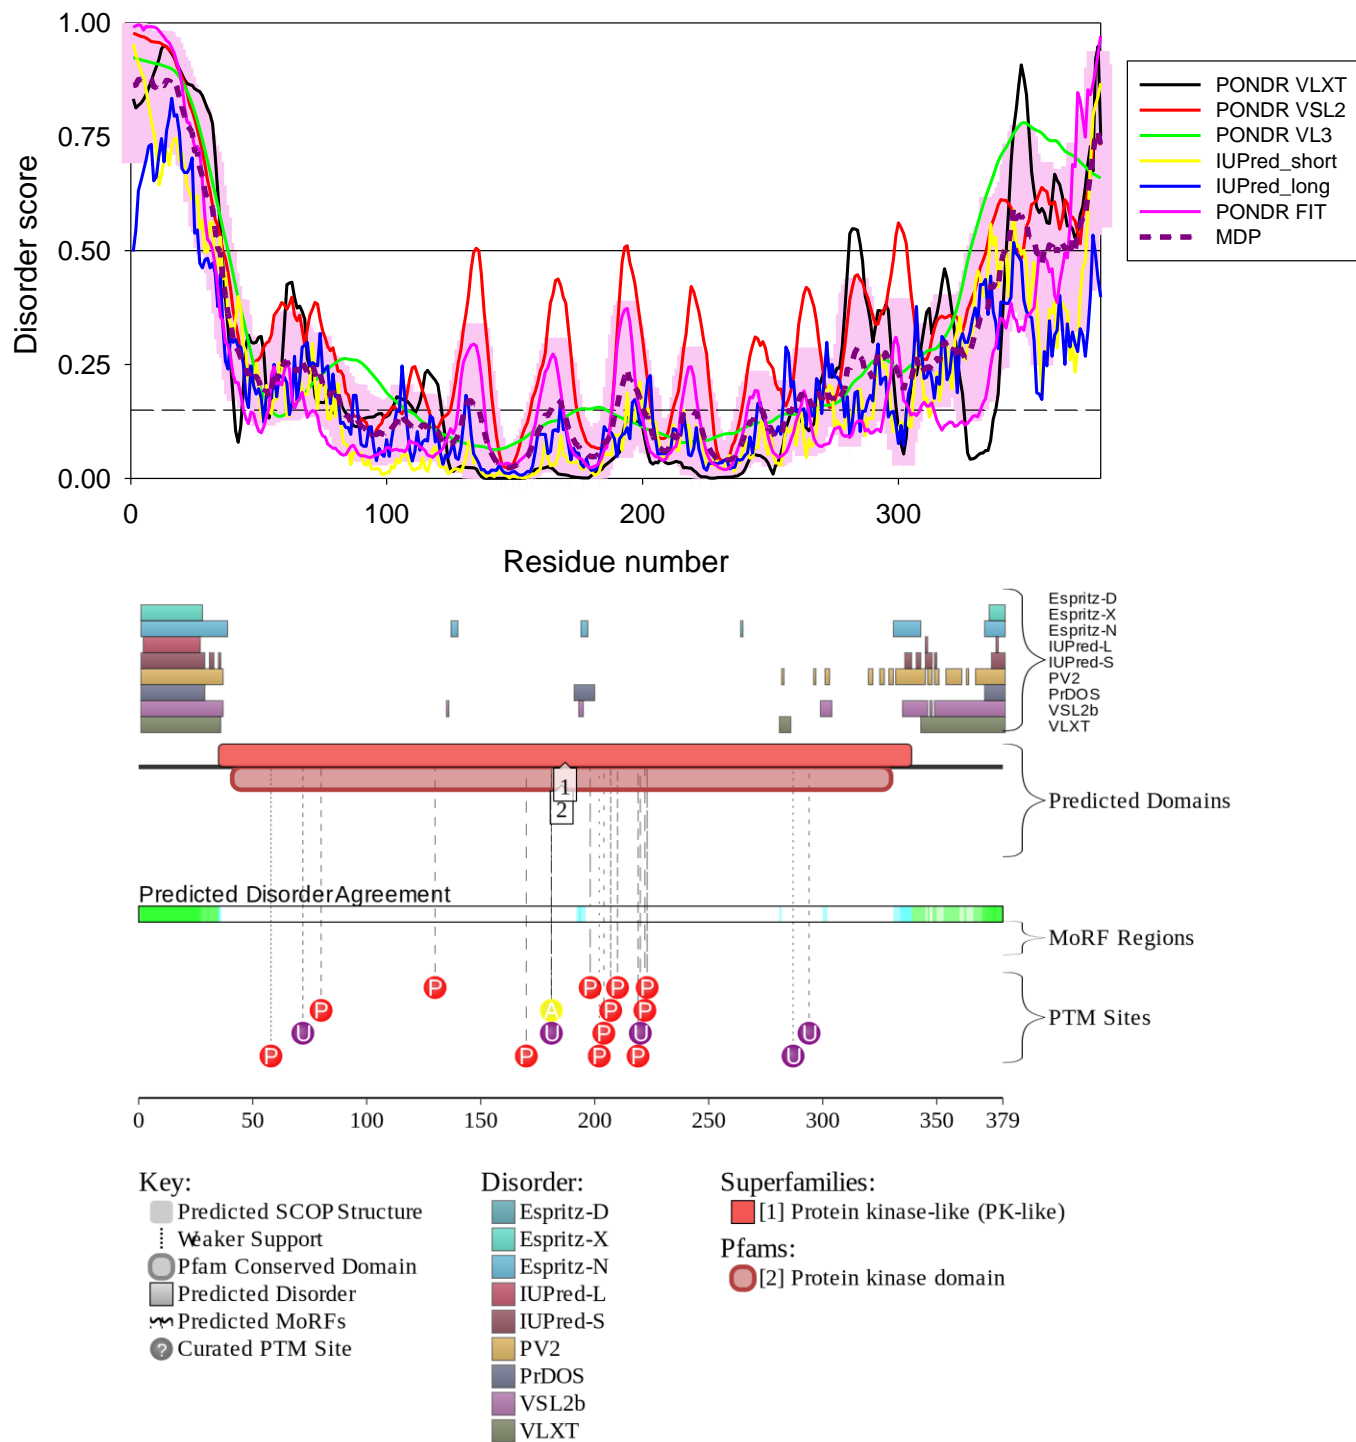 1.00
0.75
0.50
0.25
0.00
Disorder score
0 100 200 300
Residue number
PONDR VLXT
PONDR VSL2
PONDR VL3
IUPred_short
IUPred_long
PONDR FIT
MDP
Espritz-D
Espritz-X
Espritz-N
IUPred-L
IUPred-S
PV2
PrDOS
VSL2b
VLXT
1
2
Predicted Domains
Predicted Disorder Agreement
MoRF Regions
P P P P
P A P P
U U P U U
P P P P U
PTM Sites
0 50 100 150 200 250 300 350 379
Key:
Predicted SCOP Structure
Weaker Support
Pfam Conserved Domain
Predicted Disorder
Predicted MoRFs
? Curated PTM Site
Disorder:
Espritz-D
Espritz-X
Espritz-N
IUPred-L
IUPred-S
PV2
PrDOS
VSL2b
VLXT
Superfamilies:
[1] Protein kinase-like (PK-like)
Pfams:
[2] Protein kinase domain